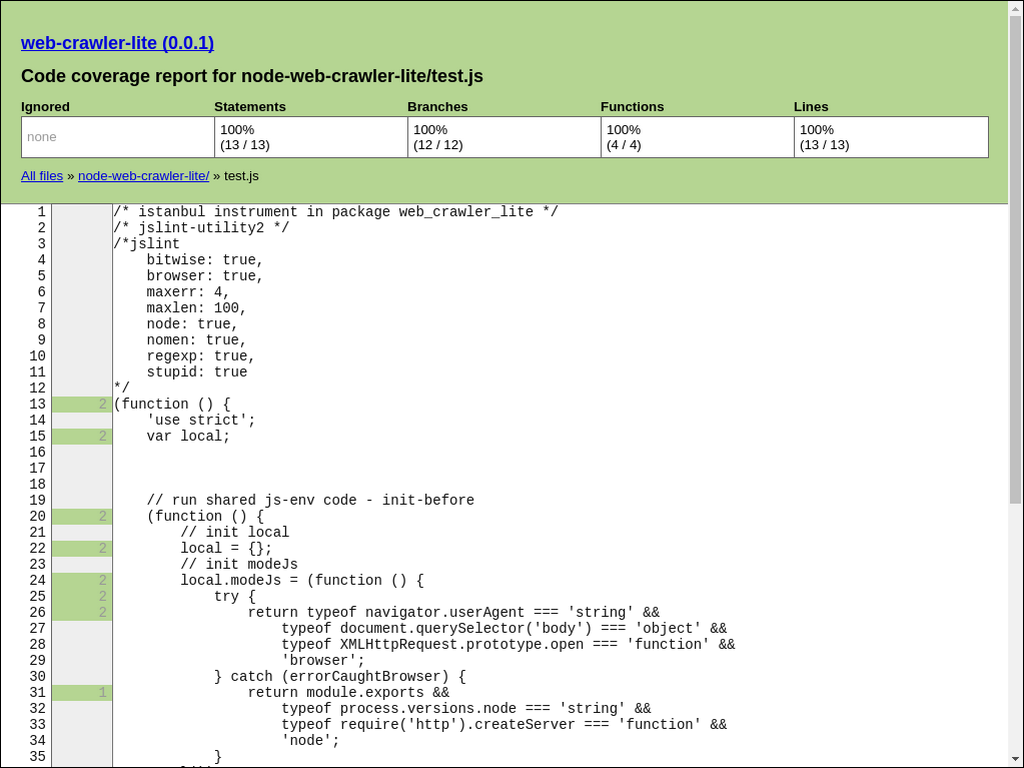 web-crawler-lite (0.0.1)
Code coverage report for node-web-crawler-lite/test.js
Ignored Statements Branches Functions Lines
none 100% 100% 100% 100%
(13 / 13) (12 / 12) (4 / 4) (13 / 13)
All files » node-web-crawler-lite/ » test.js
1 /* istanbul instrument in package web_crawler_lite */
2 /* jslint-utility2 */
3 /*jslint
4     bitwise: true,
5     browser: true,
6     maxerr: 4,
7     maxlen: 100,
8     node: true,
9     nomen: true,
10     regexp: true,
11     stupid: true
12 */
13 2 (function () {
14     'use strict';
15 2     var local;
16
17
18
19     // run shared js-env code - init-before
20 2     (function () {
21         // init local
22 2         local = {};
23         // init modeJs
24 2         local.modeJs = (function () {
25 2             try {
26 2                 return typeof navigator.userAgent === 'string' &&
27                     typeof document.querySelector('body') === 'object' &&
28                     typeof XMLHttpRequest.prototype.open === 'function' &&
29                     'browser';
30             } catch (errorCaughtBrowser) {
31 1                 return module.exports &&
32                     typeof process.versions.node === 'string' &&
33                     typeof require('http').createServer === 'function' &&
34                     'node';
35             }